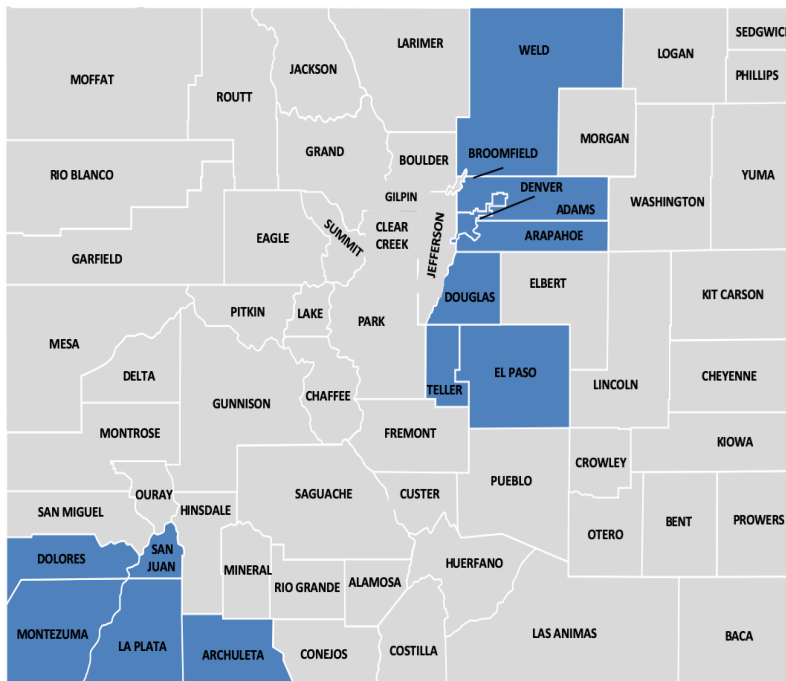 WELD
SEDGWICK
LARIMER
LOGAN
JACKSON
PHILLIPS
MOFFAT
ROUTT
MORGAN
GRAND
BROOMFIELD
BOULDER
RIO BLANCO
YUMA
DENVER
GILPIN
WASHINGTON
ADAMS
SUMMIT
CLEAR
CREEK
JEFFERSON
EAGLE
ARAPAHOE
GARFIELD
ELBERT
DOUGLAS
KIT CARSON
PITKIN
LAKE
PARK
MESA
EL PASO
DELTA
CHEYENNE
LINCOLN
TELLER
CHAFFEE
GUNNISON
MONTROSE
FREMONT
KIOWA
CROWLEY
PUEBLO
OURAY
SAGUACHE
CUSTER
HINSDALE
SAN MIGUEL
PROWERS
BENT
OTERO
SAN
JUAN
DOLORES
HUERFANO
MINERAL
ALAMOSA
RIO GRANDE
MONTEZUMA
LA PLATA
LAS ANIMAS
BACA
ARCHULETA
CONEJOS
COSTILLA